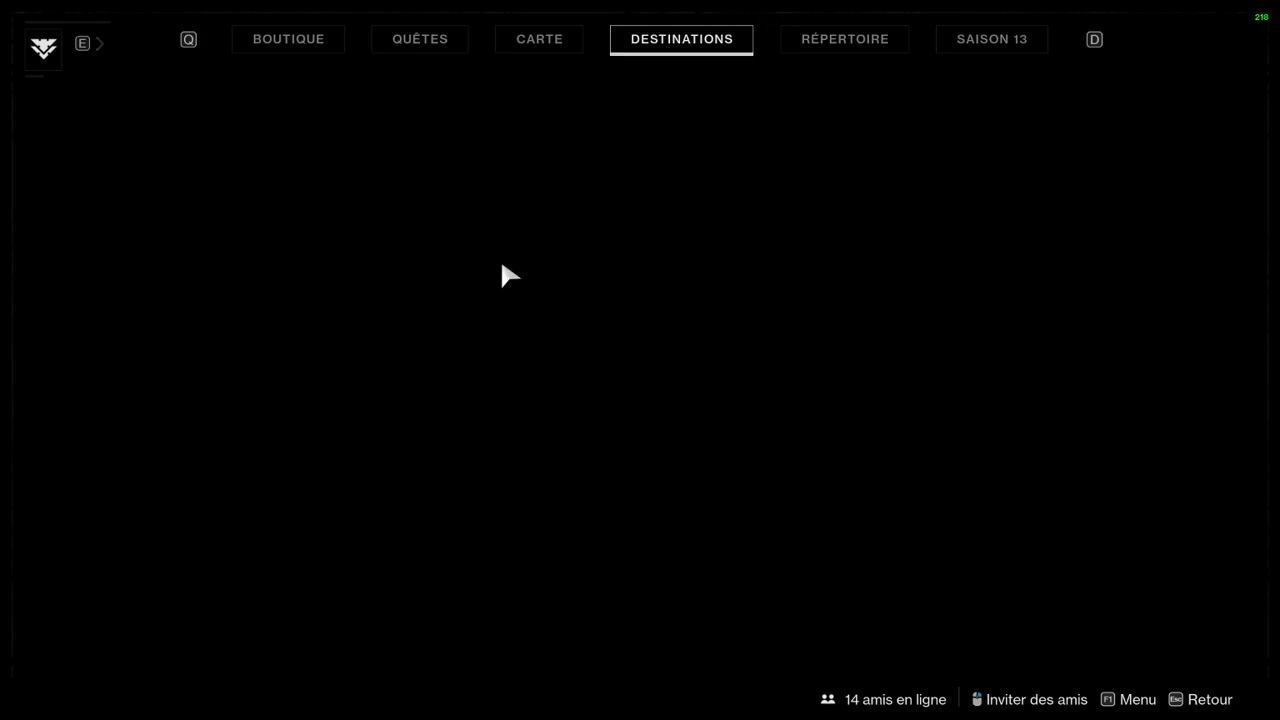 218
E Q BOUTIQUE QUÊTES CARTE DESTINATIONS RÉPERTOIRE SAISON 13 D
14 amis en ligne Inviter des amis F1 Menu Esc Retour